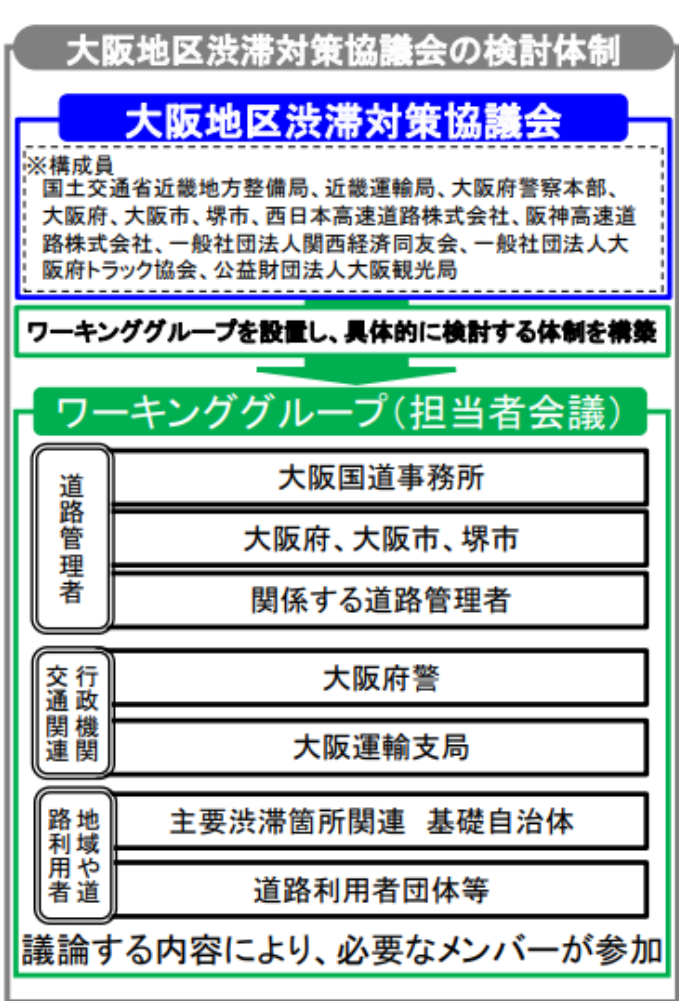 大阪地区渋滞対策協議会の検討体制
大阪地区渋滞対策協議会
※構成員
国土交通省近畿地方整備局、近畿運輸局、大阪府警察本部、
大阪府、大阪市、堺市、西日本高速道路株式会社、阪神高速道
路株式会社、一般社団法人関西経済同友会、一般社団法人大
阪府トラック協会、公益財団法人大阪観光局
ワーキンググループを設置し、具体的に検討する体制を構築
ワーキンググループ(担当者会議)
道路管理者
大阪国道事務所
大阪府、大阪市、堺市
関係する道路管理者
行政機関
交通関連
大阪府警
大阪運輸支局
地域や道
路利用者
主要渋滞箇所関連 基礎自治体
道路利用者団体等
議論する内容により、必要なメンバーが参加